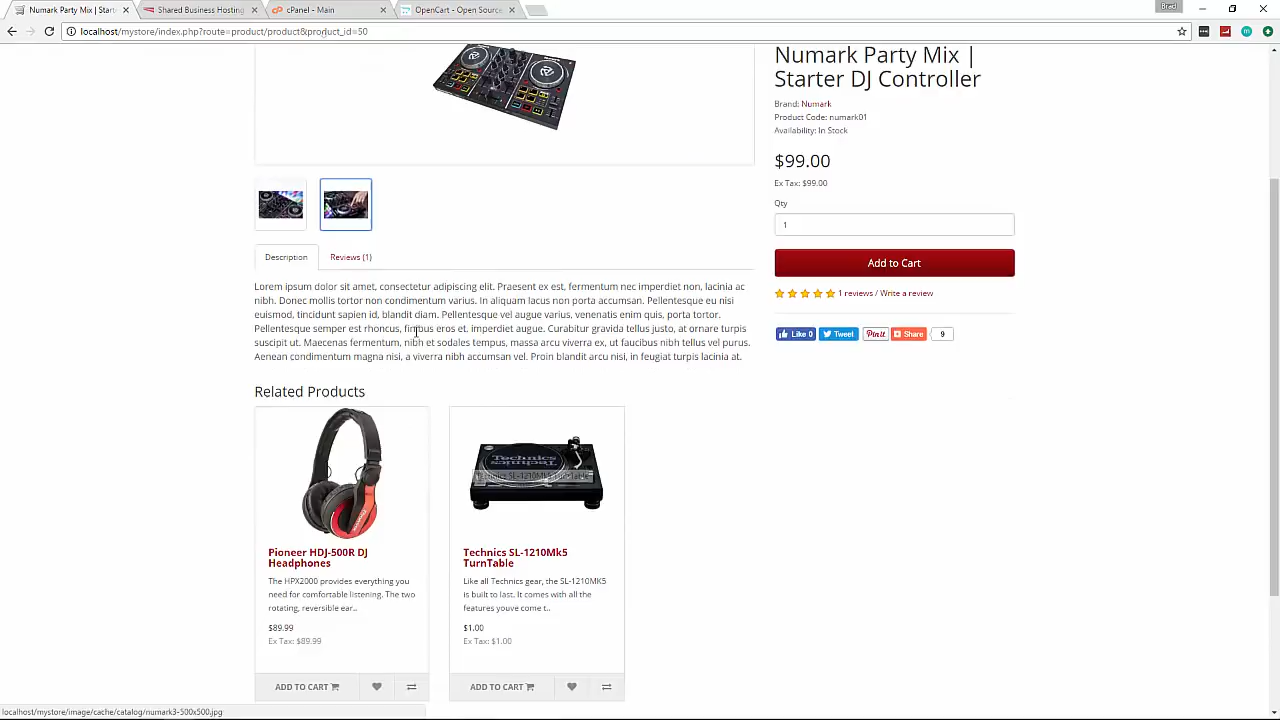 Numark Party Mix | Star
Shared Business Hosting
cPanel - Main
OpenCart - Open Source
Bred
localhost/mystore/index.php?route=product/product&product_id=50
Numark Party Mix |
Starter DJ Controller
Brand: Numark
Product Code: numark01
Availability: In Stock
$99.00
Ex Tax: $99.00
Qty
1
Add to Cart
1 reviews / Write a review
Like 0
Tweet
Pin it
Share
9
Description
Reviews (1)
Lorem ipsum dolor sit amet, consectetur adipiscing elit. Praesent ex est, fermentum nec imperdiet non, lacinia ac
nibh. Donec mollis tortor non condimentum varius. In aliquam lacus non porta accumsan. Pellentesque eu nisi
euismod, tincidunt sapien id, blandit diam. Pellentesque vel augue varius, venenatis enim quis, porta tortor.
Pellentesque semper est rhoncus, finibus eros et, imperdiet augue. Curabitur gravida tellus justo, at ornare turpis
suscipit ut. Maecenas fermentum, nibh et sodales tempus, massa arcu viverra ex, ut faucibus nibh tellus vel purus.
Aenean condimentum magna nisi, a viverra nibh accumsan vel. Proin blandit arcu nisi, in feugiat turpis lacinia at.
Related Products
Technics
Technics SL-1210Mk5 TurnTable
Pioneer HDJ-500R DJ
Headphones
The HPX2000 provides everything you
need for comfortable listening. The two
rotating, reversible ear..
$89.99
Ex Tax: $89.99
ADD TO CART
Technics SL-1210Mk5
TurnTable
Like all Technics gear, the SL-1210MK5
is built to last. It comes with all the
features youve come t..
$1.00
Ex Tax: $1.00
ADD TO CART
localhost/mystore/image/cache/catalog/numark3-500x500.jpg